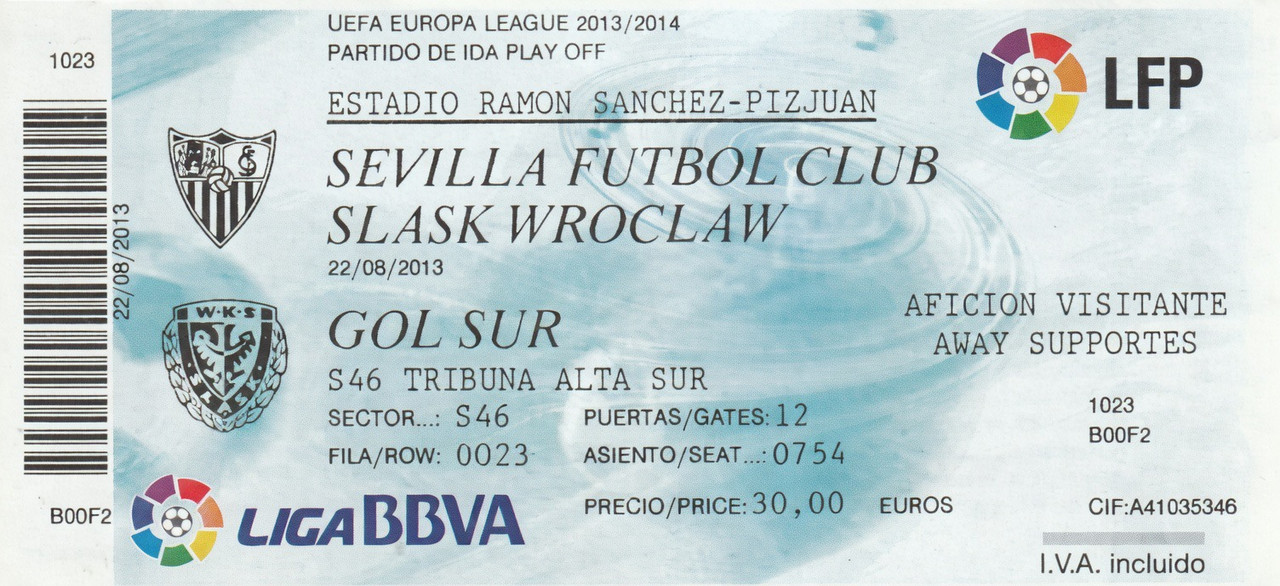 UEFA EUROPA LEAGUE 2013/2014
PARTIDO DE IDA PLAY OFF
1023
LFP
ESTADIO RAMON SANCHEZ-PIZJUAN
SEVILLA FUTBOL CLUB
SLASK WROCLAW
22/08/2013
22/08/2013
W·K·S
ŚLĄSK
GOL SUR
AFICION VISITANTE
AWAY SUPPORTES
S46 TRIBUNA ALTA SUR
SECTOR...: S46 PUERTAS/GATES: 12
1023
B00F2
FILA/ROW: 0023 ASIENTO/SEAT...: 0754
PRECIO/PRICE: 30,00 EUROS
CIF:A41035346
B00F2
LIGA BBVA
I.V.A. incluido